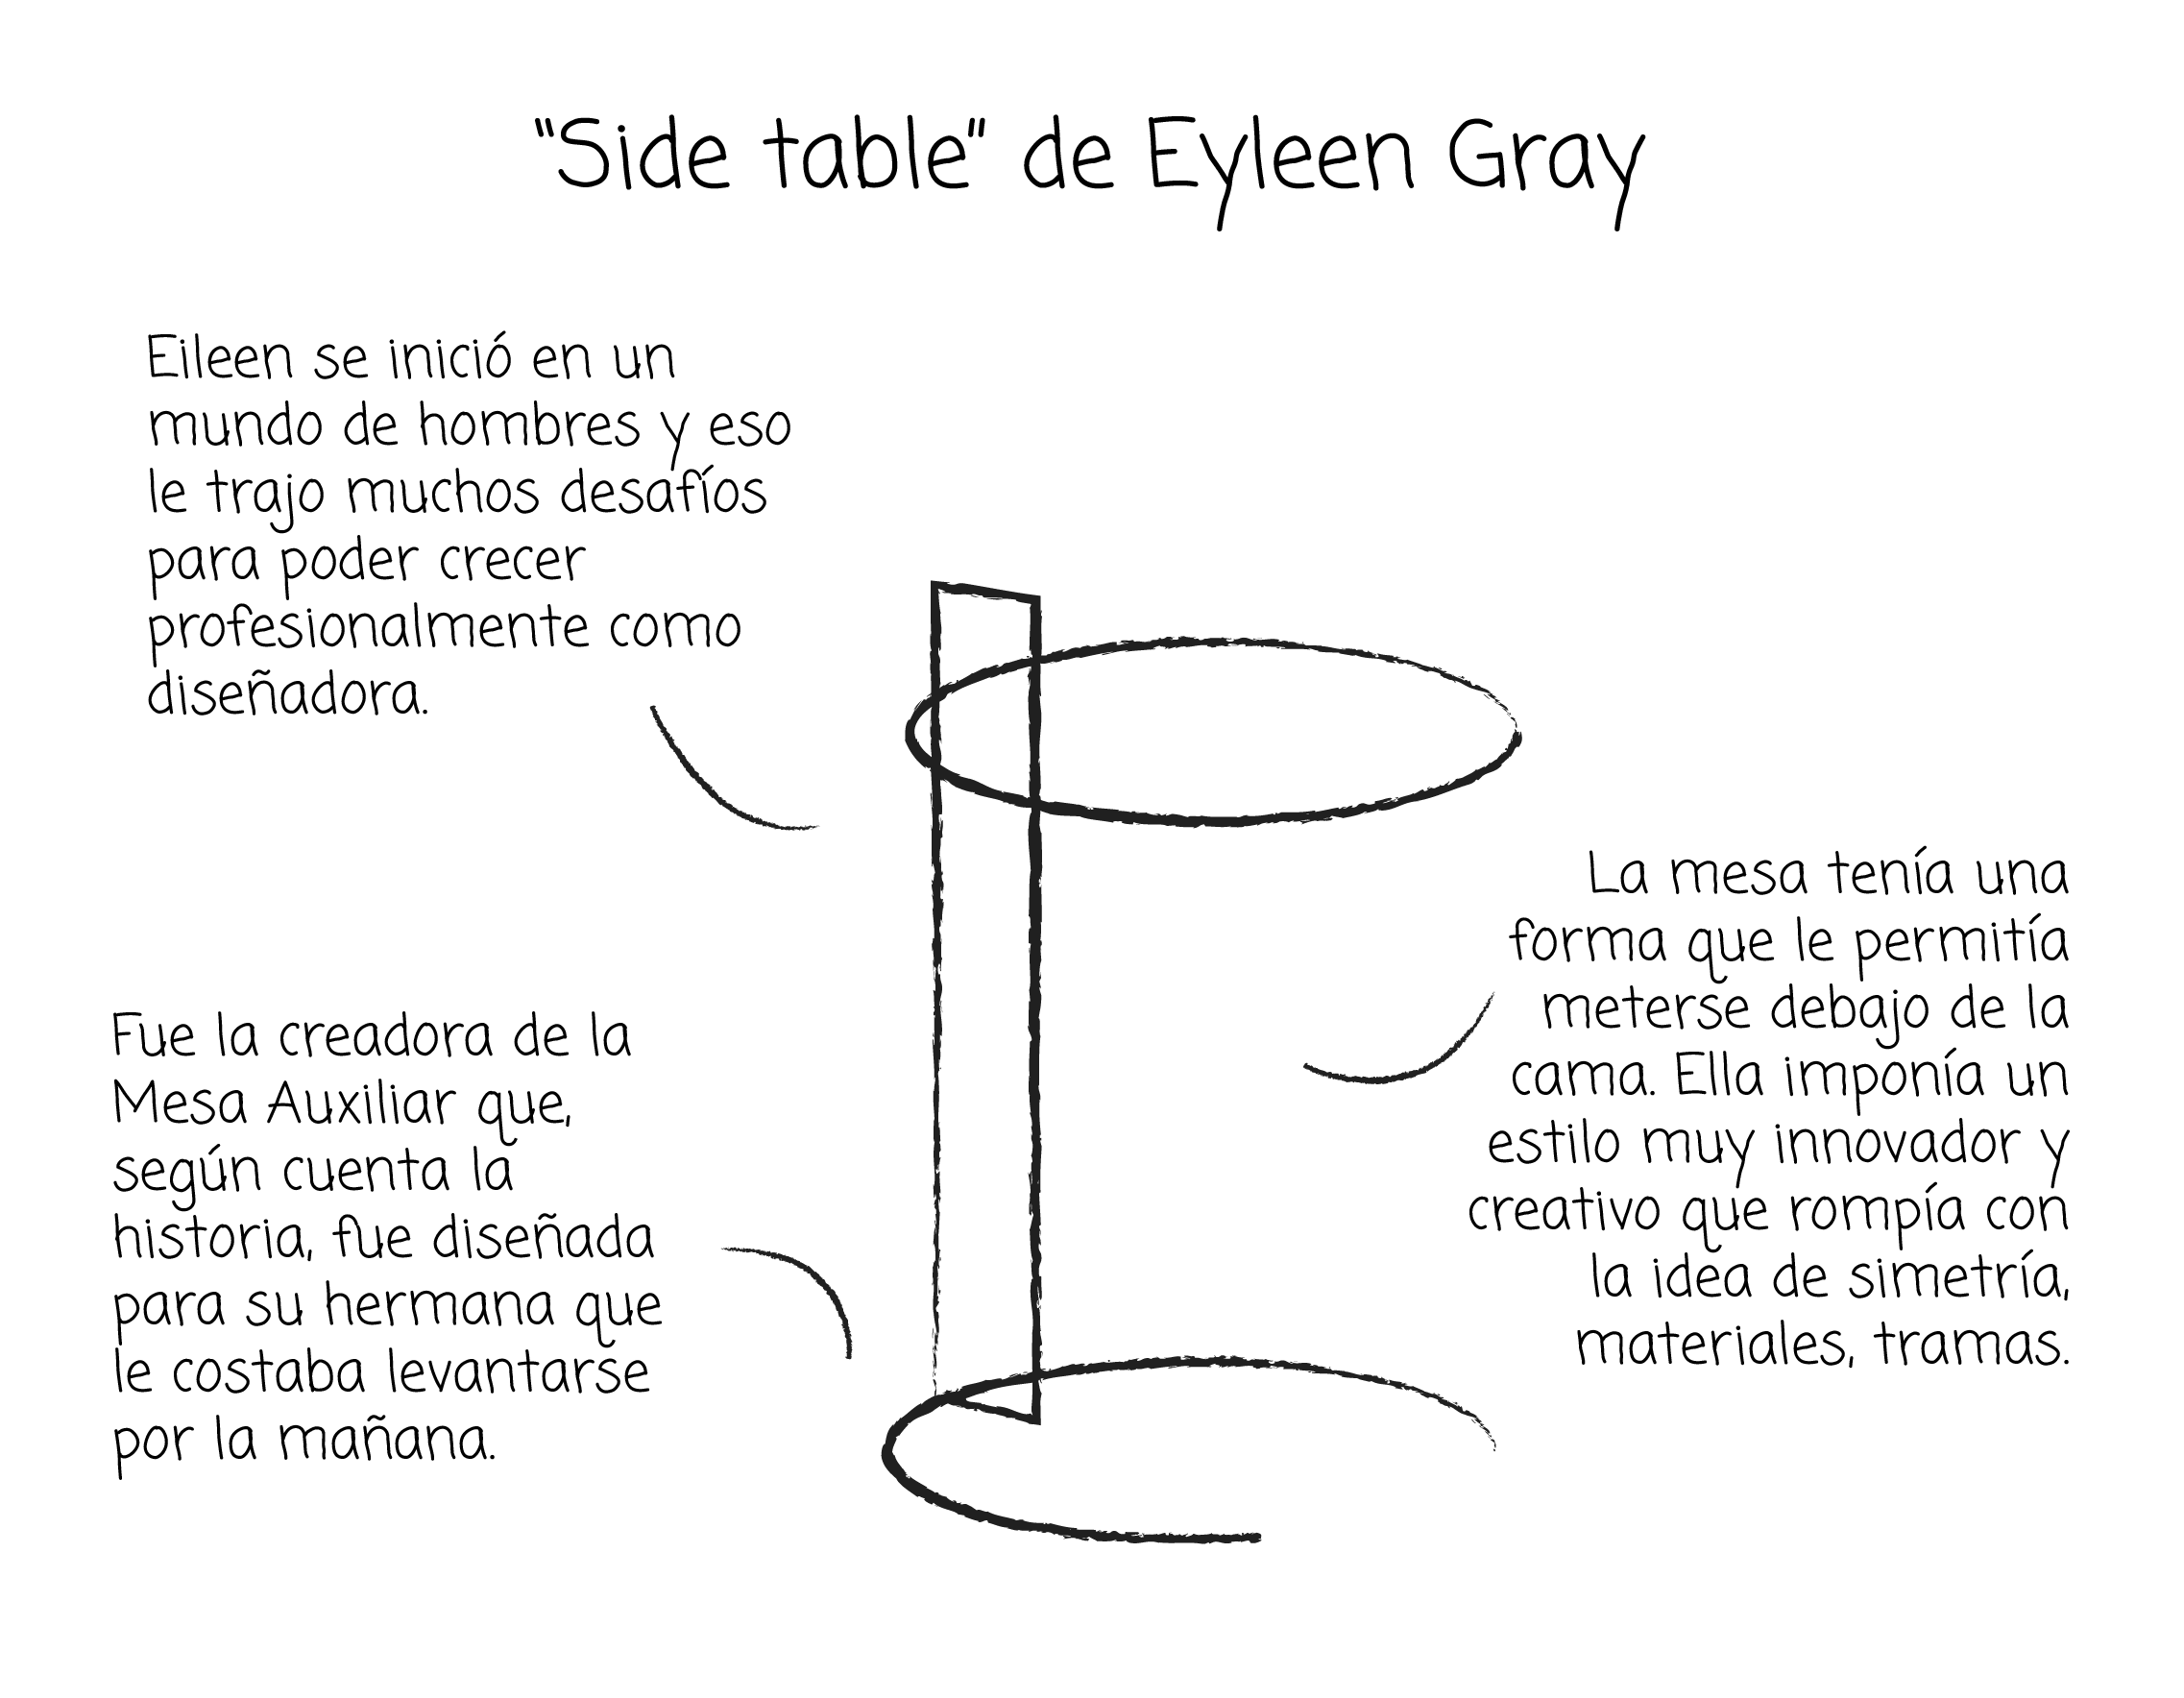 "Side table" de Eyleen Gray
Eileen se inició en un
mundo de hombres y eso
le trajo muchos desafíos
para poder crecer
profesionalmente como
diseñadora.
Fue la creadora de la
Mesa Auxiliar que,
según cuenta la
historia, fue diseñada
para su hermana que
le costaba levantarse
por la mañana.
La mesa tenía una
forma que le permitía
meterse debajo de la
cama. Ella imponía un
estilo muy innovador y
creativo que rompía con
la idea de simetría,
materiales, tramas.